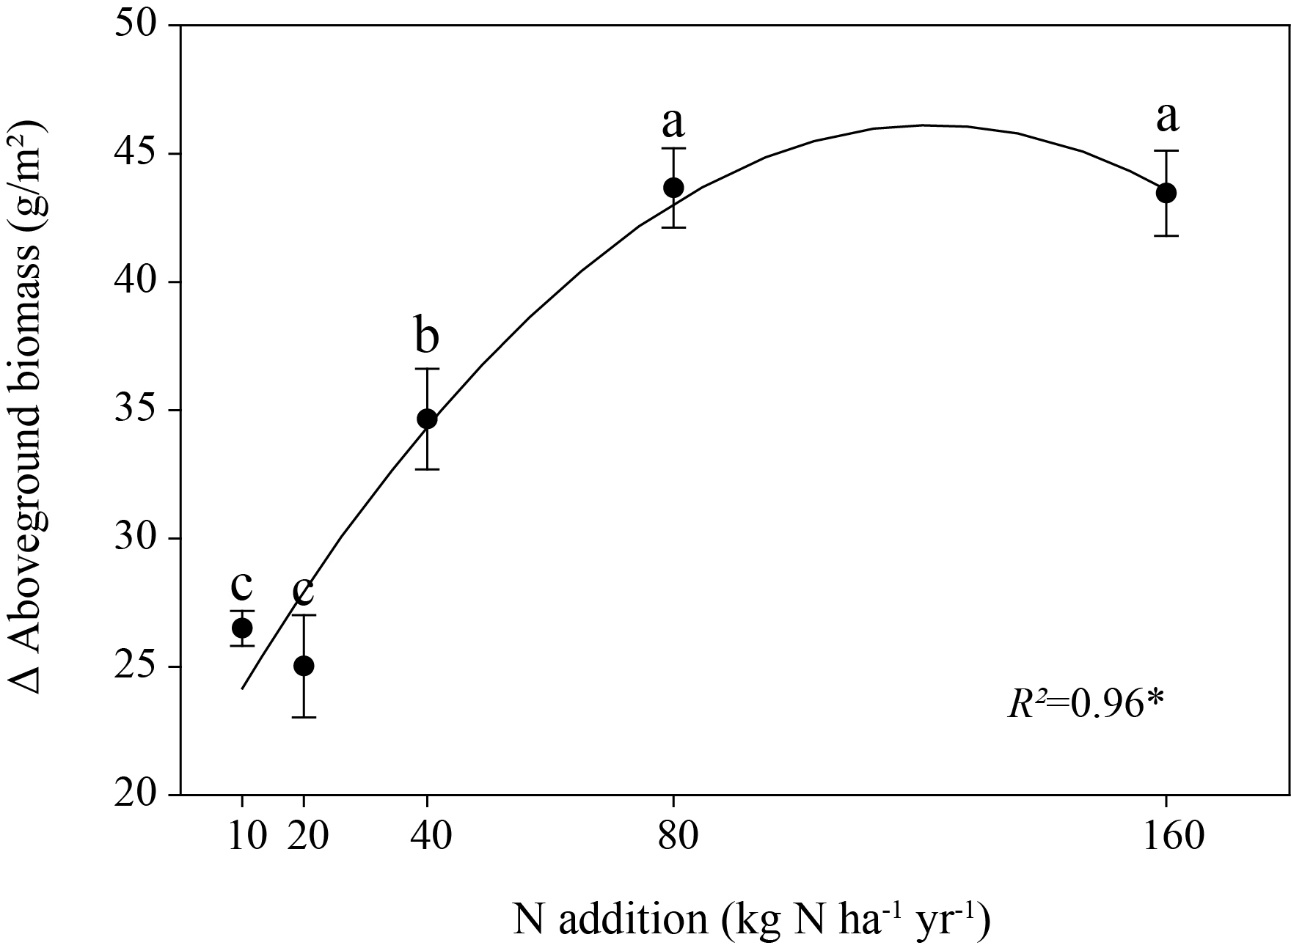 50
45
40
35
30
25
20
Δ Aboveground biomass (g/m²)
a
a
b
c
c
R²=0.96*
10 20 40 80 160
N addition (kg N ha⁻¹ yr⁻¹)